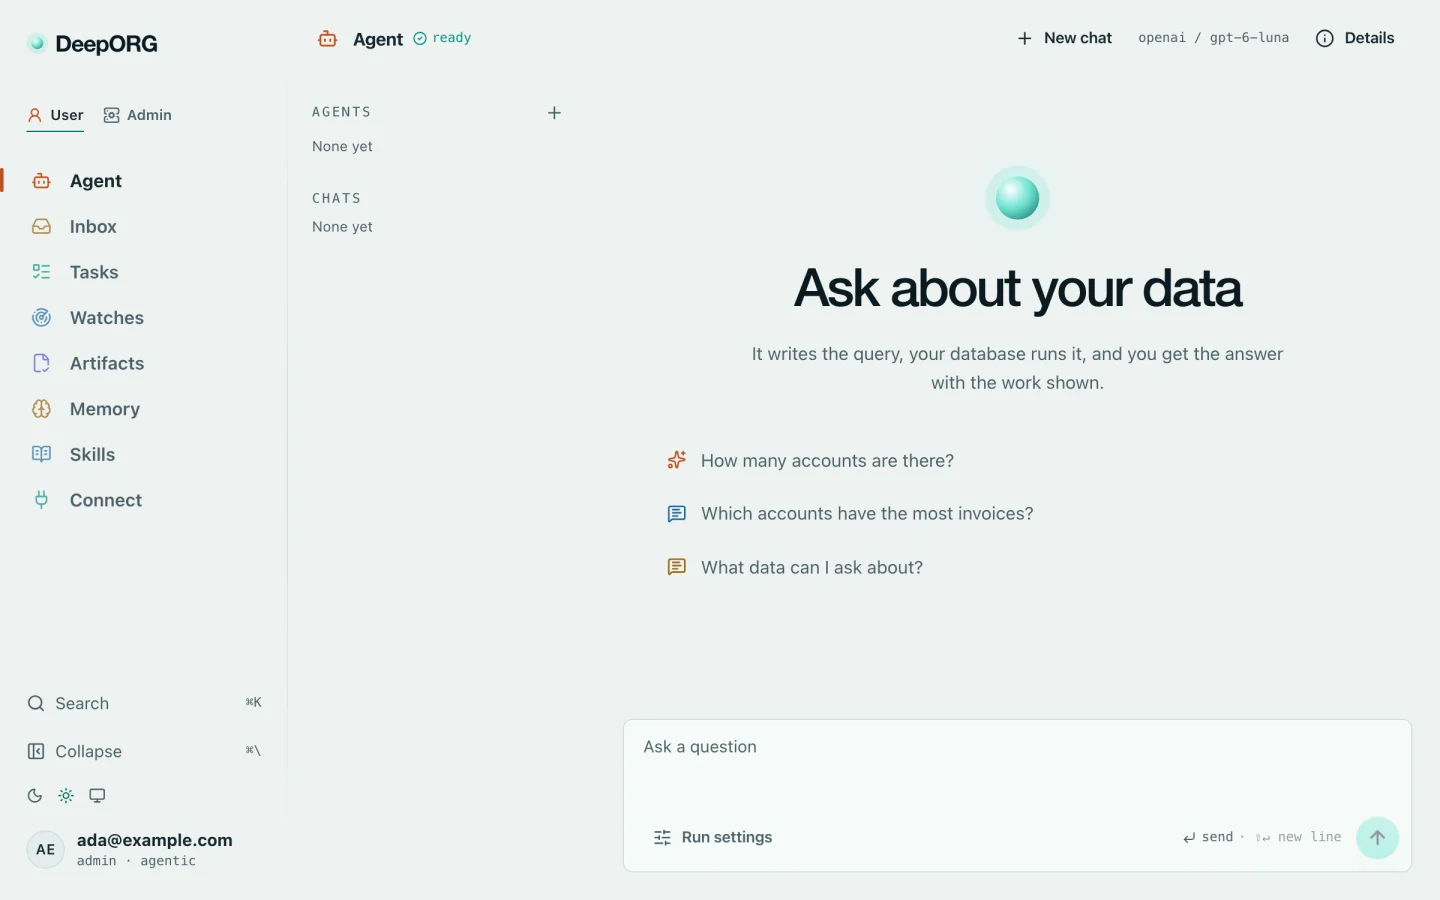 DeepORG
User
Admin
Agent
Inbox
Tasks
Watches
Artifacts
Memory
Skills
Connect
Search ⌘K
Collapse ⌘\
AE
ada@example.com
admin · agentic
Agent ready
New chat
openai / gpt-6-luna
Details
AGENTS
None yet
CHATS
None yet
Ask about your data
It writes the query, your database runs it, and you get the answer
with the work shown.
How many accounts are there?
Which accounts have the most invoices?
What data can I ask about?
Ask a question
Run settings
↵ send · ⇧↵ new line